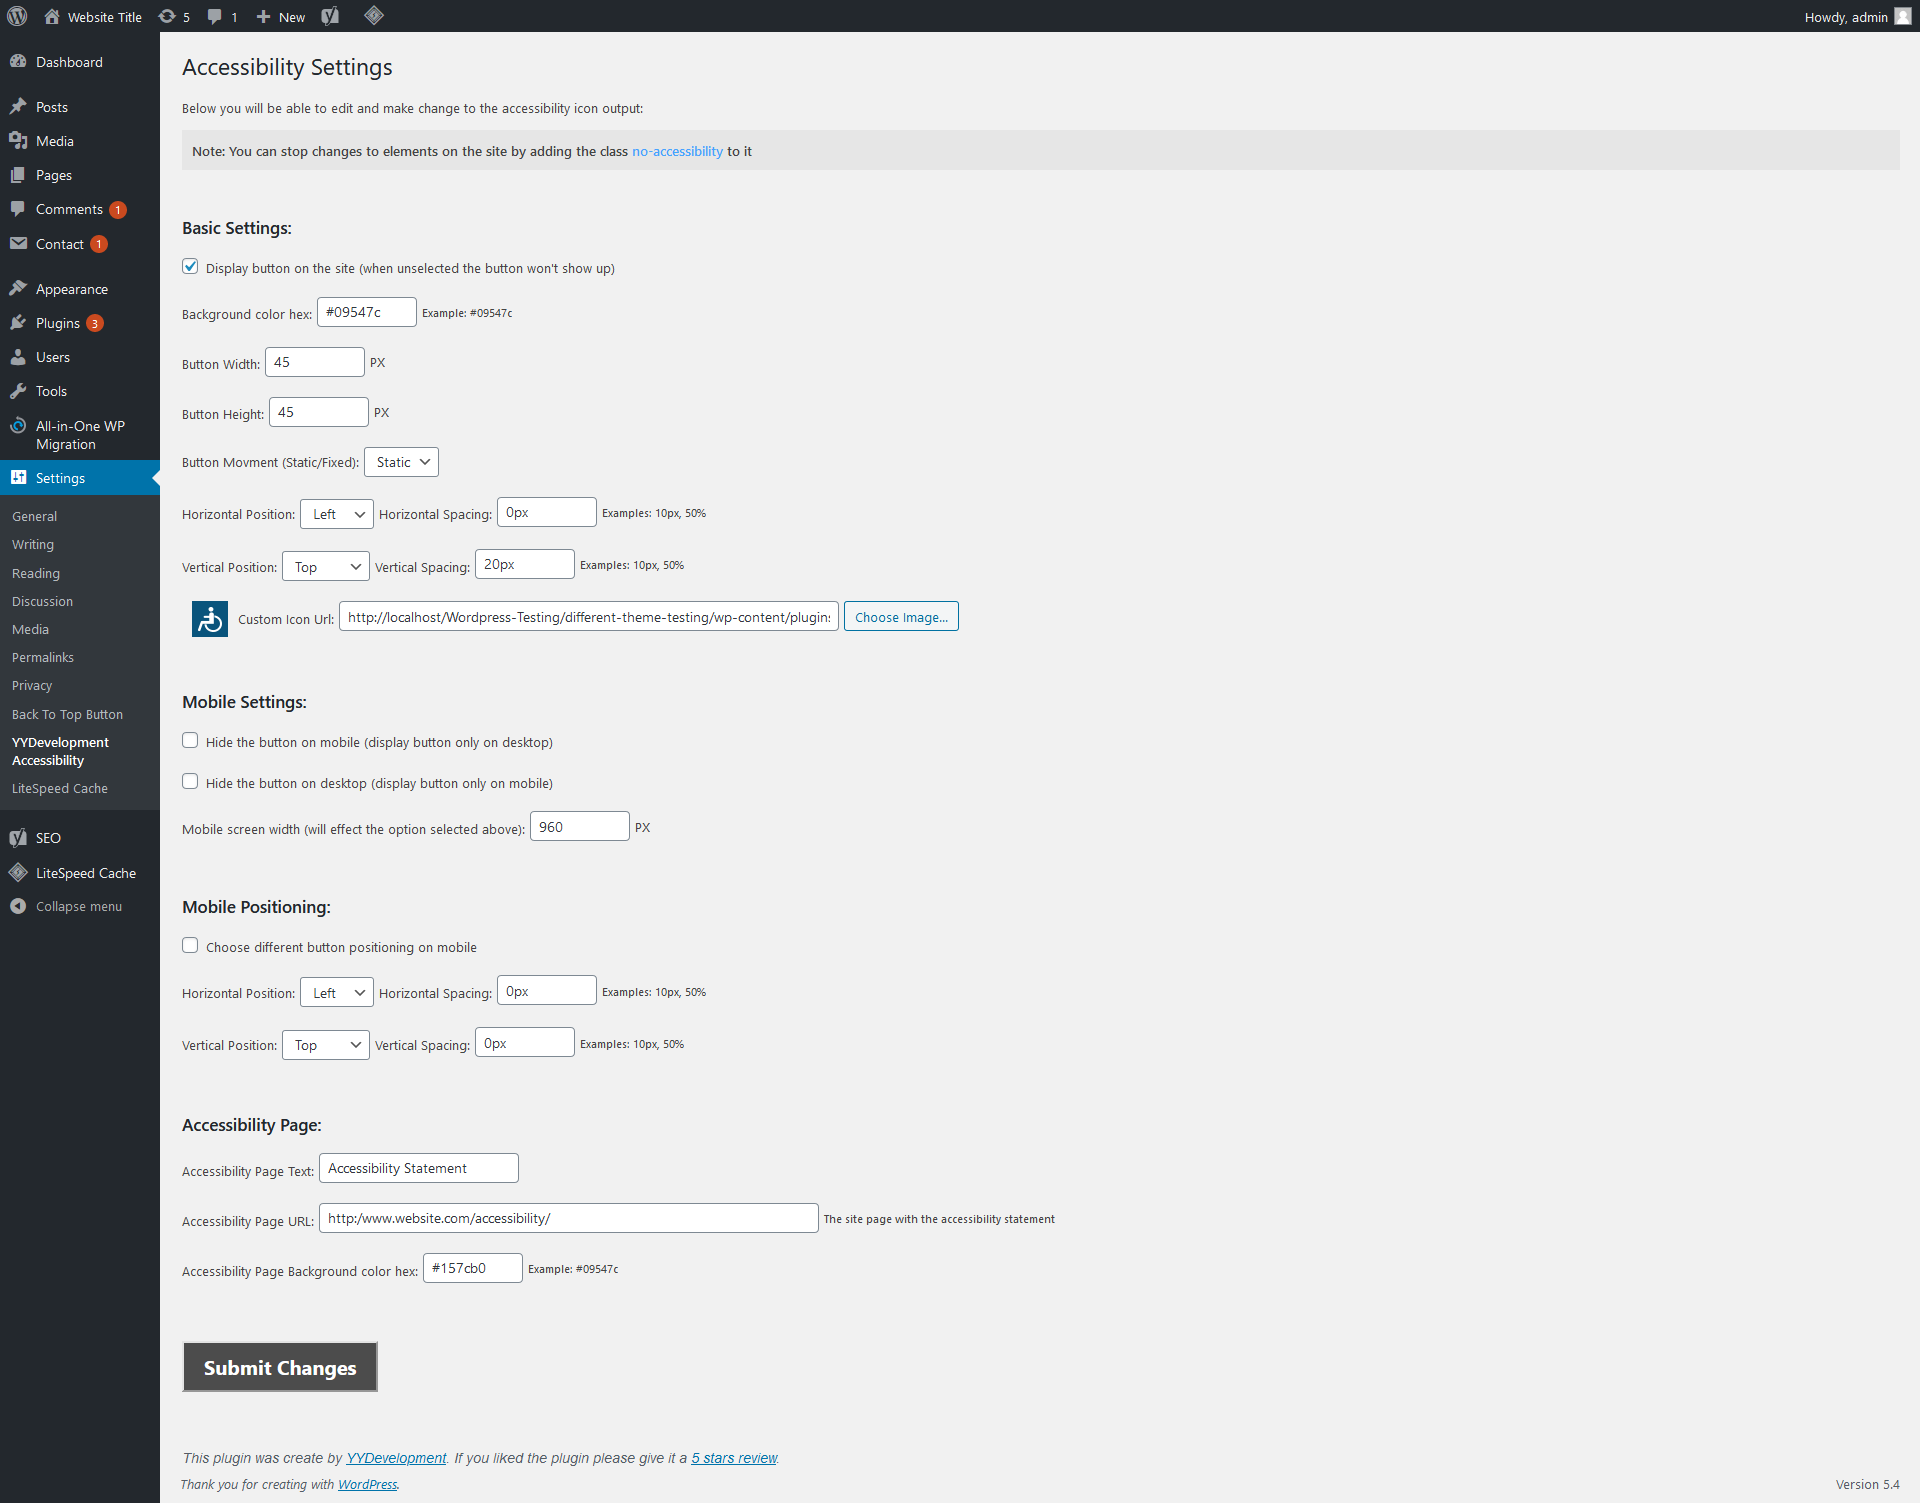 Website Title 5 1 New Howdy, admin
Dashboard
Posts
Media
Pages
Comments 1
Contact 1
Appearance
Plugins 3
Users
Tools
All-in-One WP
Migration
Settings
General
Writing
Reading
Discussion
Media
Permalinks
Privacy
Back To Top Button
YYDevelopment
Accessibility
LiteSpeed Cache
SEO
LiteSpeed Cache
Collapse menu
Accessibility Settings
Below you will be able to edit and make change to the accessibility icon output:
Note: You can stop changes to elements on the site by adding the class no-accessibility to it
Basic Settings:
Display button on the site (when unselected the button won't show up)
Background color hex: #09547c Example: #09547c
Button Width: 45 PX
Button Height: 45 PX
Button Movment (Static/Fixed): Static
Horizontal Position: Left Horizontal Spacing: 0px Examples: 10px, 50%
Vertical Position: Top Vertical Spacing: 20px Examples: 10px, 50%
Custom Icon Url: http://localhost/Wordpress-Testing/different-theme-testing/wp-content/plugins Choose Image...
Mobile Settings:
Hide the button on mobile (display button only on desktop)
Hide the button on desktop (display button only on mobile)
Mobile screen width (will effect the option selected above): 960 PX
Mobile Positioning:
Choose different button positioning on mobile
Horizontal Position: Left Horizontal Spacing: 0px Examples: 10px, 50%
Vertical Position: Top Vertical Spacing: 0px Examples: 10px, 50%
Accessibility Page:
Accessibility Page Text: Accessibility Statement
Accessibility Page URL: http:/www.website.com/accessibility/ The site page with the accessibility statement
Accessibility Page Background color hex: #157cb0 Example: #09547c
Submit Changes
This plugin was create by YYDevelopment. If you liked the plugin please give it a 5 stars review.
Thank you for creating with WordPress. Version 5.4